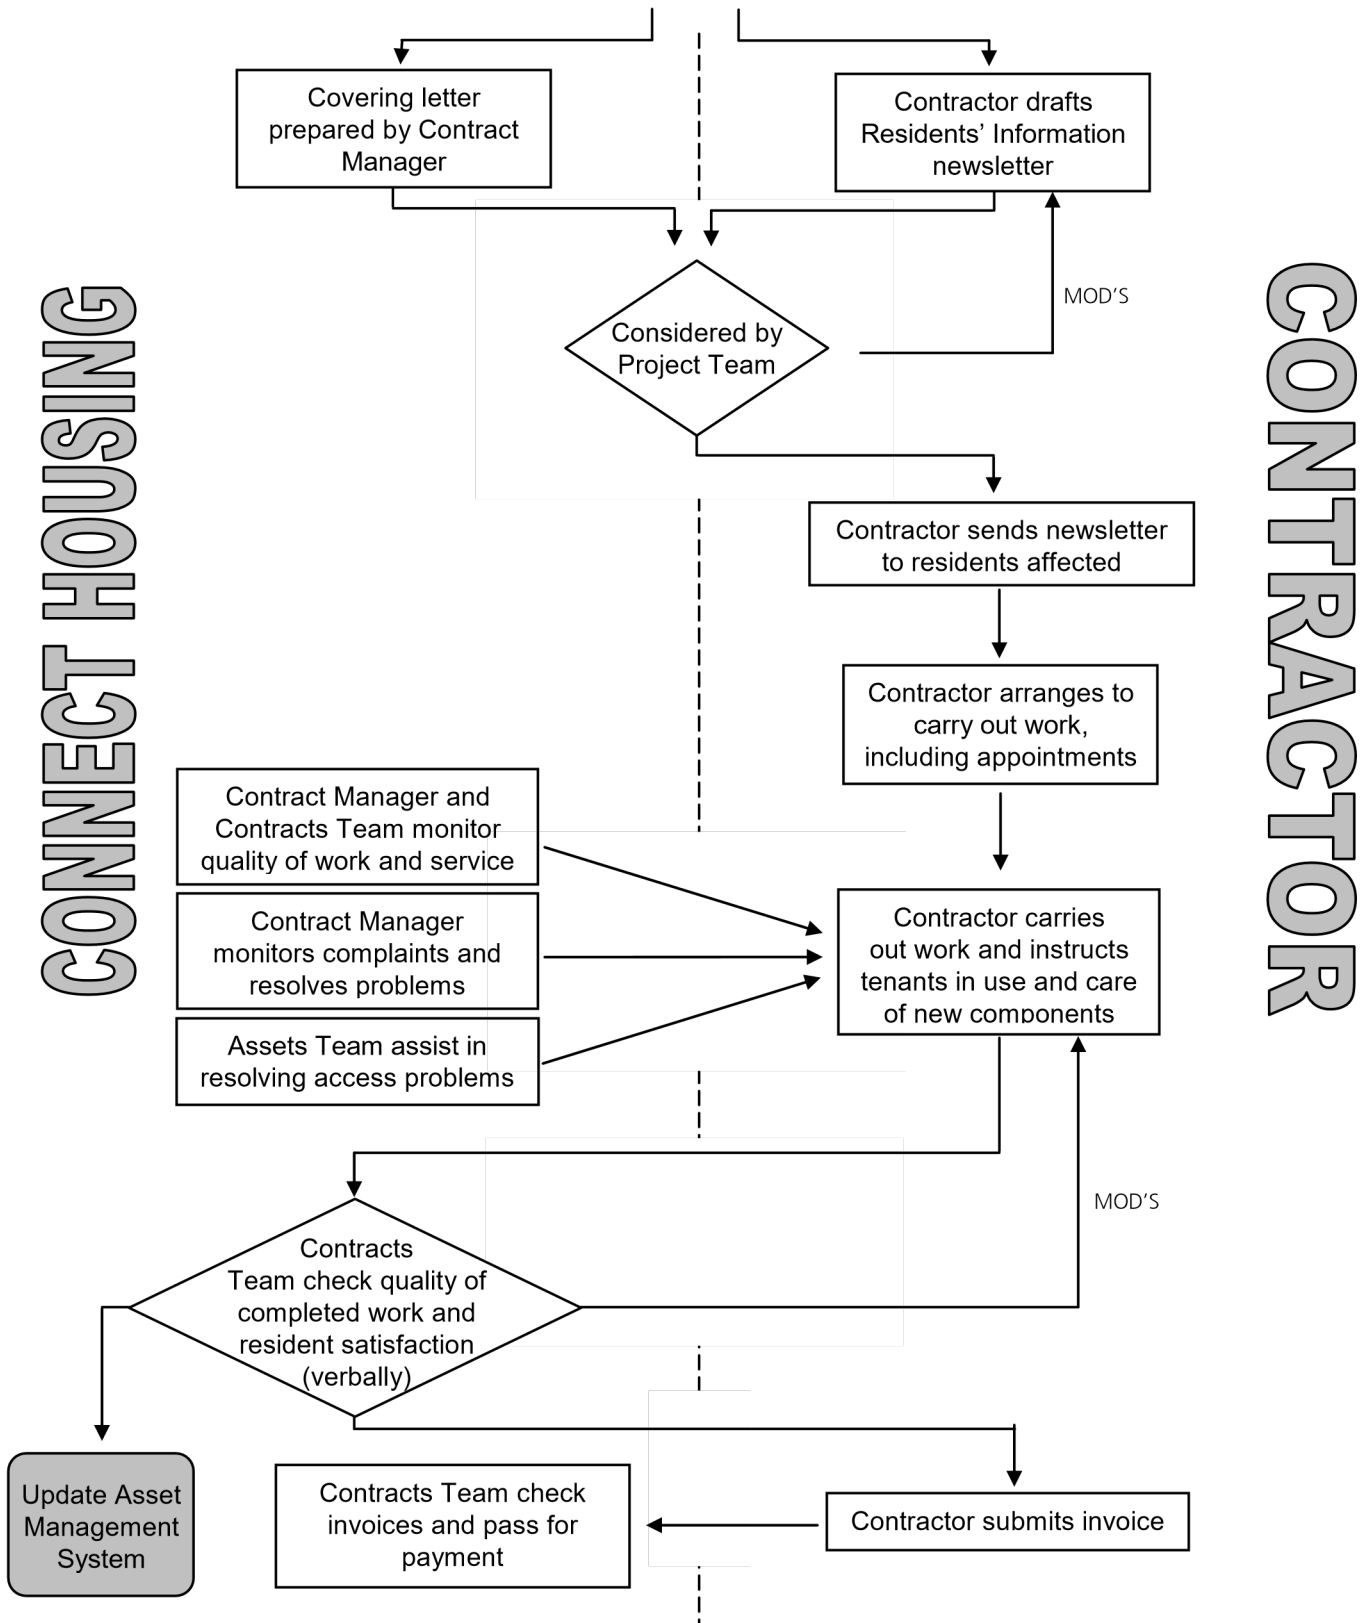 Covering letter
prepared by Contract
Manager
Contractor drafts
Residents’ Information
newsletter
CONNECT HOUSING
CONTRACTOR
Considered by
Project Team
MOD’S
Contractor sends newsletter
to residents affected
Contractor arranges to
carry out work,
including appointments
Contract Manager and
Contracts Team monitor
quality of work and service
Contract Manager
monitors complaints and
resolves problems
Assets Team assist in
resolving access problems
Contractor carries
out work and instructs
tenants in use and care
of new components
MOD’S
Contracts
Team check quality of
completed work and
resident satisfaction
(verbally)
Update Asset
Management
System
Contracts Team check
invoices and pass for
payment
Contractor submits invoice